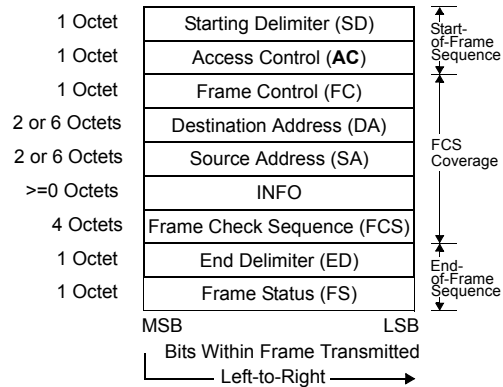 1 Octet Starting Delimiter (SD)
Start-
of-Frame
Sequence
1 Octet Access Control (AC)
1 Octet Frame Control (FC)
2 or 6 Octets Destination Address (DA)
FCS
Coverage
2 or 6 Octets Source Address (SA)
>=0 Octets INFO
4 Octets Frame Check Sequence (FCS)
1 Octet End Delimiter (ED)
End-
of-Frame
Sequence
1 Octet Frame Status (FS)
MSB LSB
Bits Within Frame Transmitted
Left-to-Right